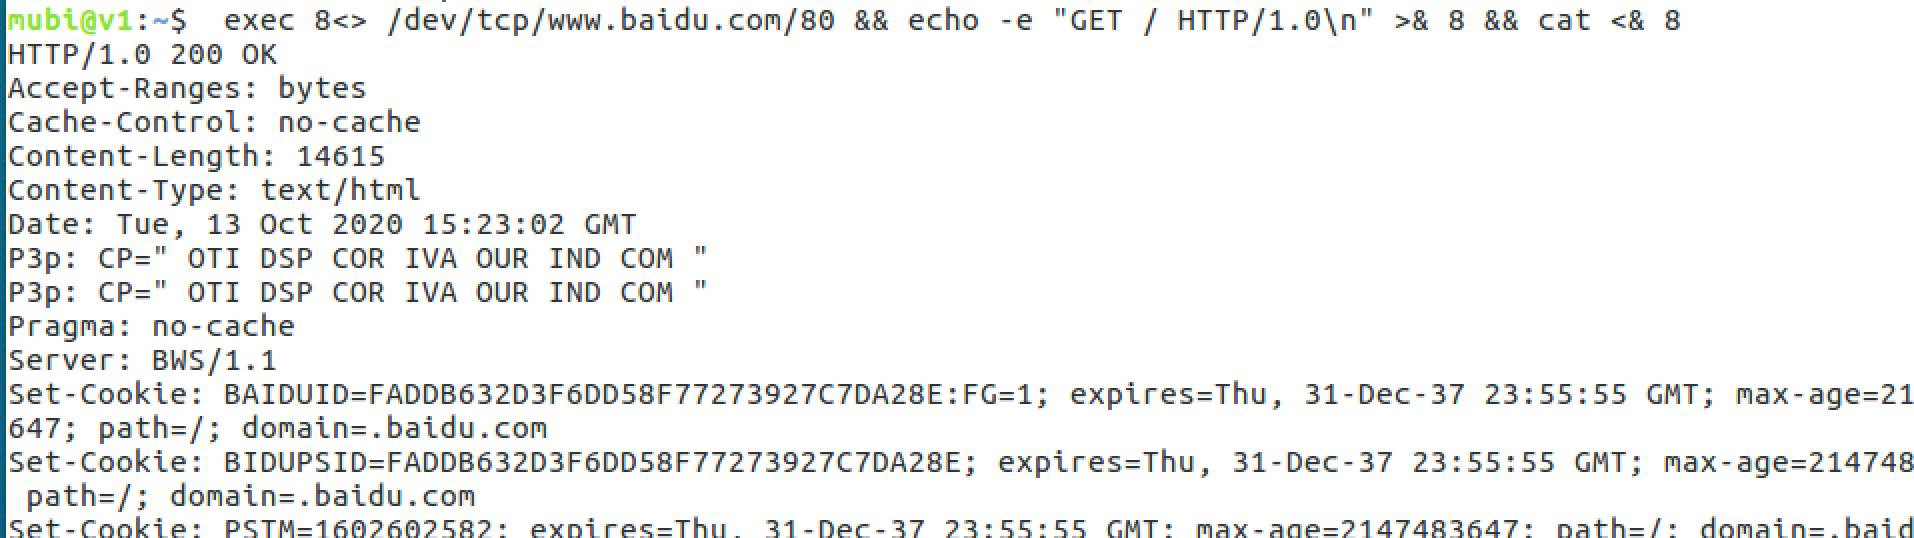 mubi@v1:~$  exec 8<> /dev/tcp/www.baidu.com/80 && echo -e "GET / HTTP/1.0\n" >& 8 && cat <& 8
HTTP/1.0 200 OK
Accept-Ranges: bytes
Cache-Control: no-cache
Content-Length: 14615
Content-Type: text/html
Date: Tue, 13 Oct 2020 15:23:02 GMT
P3p: CP=" OTI DSP COR IVA OUR IND COM "
P3p: CP=" OTI DSP COR IVA OUR IND COM "
Pragma: no-cache
Server: BWS/1.1
Set-Cookie: BAIDUID=FADDB632D3F6DD58F77273927C7DA28E:FG=1; expires=Thu, 31-Dec-37 23:55:55 GMT; max-age=21
647; path=/; domain=.baidu.com
Set-Cookie: BIDUPSID=FADDB632D3F6DD58F77273927C7DA28E; expires=Thu, 31-Dec-37 23:55:55 GMT; max-age=214748
 path=/; domain=.baidu.com
Set-Cookie: PSTM=1602602582; expires=Thu, 31-Dec-37 23:55:55 GMT; max-age=2147483647; path=/; domain=.baid